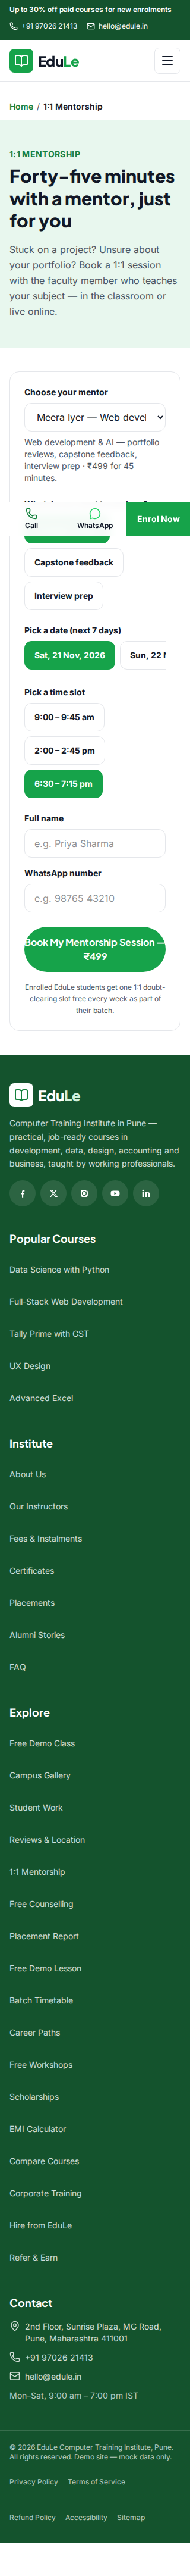 Up to 30% off paid courses for new enrolments
+91 97026 21413 hello@edule.in
EduLe
Home / 1:1 Mentorship
1:1 MENTORSHIP
Forty-five minutes
with a mentor, just
for you
Stuck on a project? Unsure about
your portfolio? Book a 1:1 session
with the faculty member who teaches
your subject — in the classroom or
live online.
Choose your mentor
Meera Iyer — Web devel
Web development & AI — portfolio
reviews, capstone feedback,
interview prep · ₹499 for 45
minutes.
Call
WhatsApp
Enrol Now
Capstone feedback
Interview prep
Pick a date (next 7 days)
Sat, 21 Nov, 2026
Sun, 22 N
Pick a time slot
9:00 – 9:45 am
2:00 – 2:45 pm
6:30 – 7:15 pm
Full name
e.g. Priya Sharma
WhatsApp number
e.g. 98765 43210
Book My Mentorship Session —
₹499
Enrolled EduLe students get one 1:1 doubt-
clearing slot free every week as part of
their batch.
EduLe
Computer Training Institute in Pune —
practical, job-ready courses in
development, data, design, accounting and
business, taught by working professionals.
Popular Courses
Data Science with Python
Full-Stack Web Development
Tally Prime with GST
UX Design
Advanced Excel
Institute
About Us
Our Instructors
Fees & Instalments
Certificates
Placements
Alumni Stories
FAQ
Explore
Free Demo Class
Campus Gallery
Student Work
Reviews & Location
1:1 Mentorship
Free Counselling
Placement Report
Free Demo Lesson
Batch Timetable
Career Paths
Free Workshops
Scholarships
EMI Calculator
Compare Courses
Corporate Training
Hire from EduLe
Refer & Earn
Contact
2nd Floor, Sunrise Plaza, MG Road,
Pune, Maharashtra 411001
+91 97026 21413
hello@edule.in
Mon–Sat, 9:00 am – 7:00 pm IST
© 2026 EduLe Computer Training Institute, Pune.
All rights reserved. Demo site — mock data only.
Privacy Policy Terms of Service
Refund Policy Accessibility Sitemap